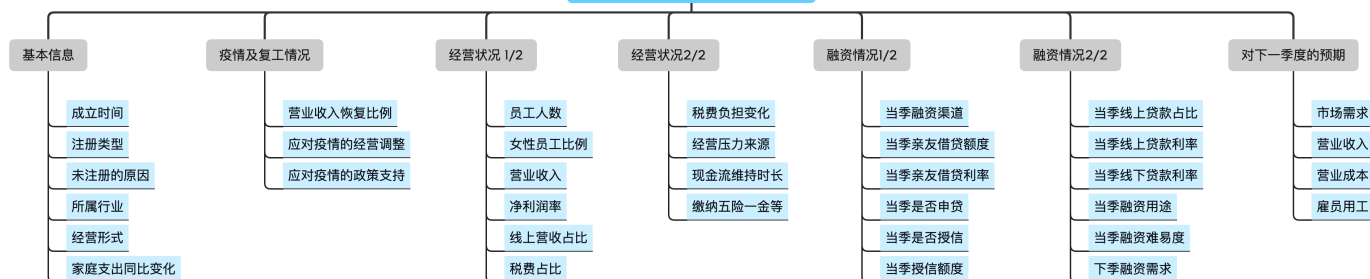 基本信息
成立时间
注册类型
未注册的原因
所属行业
经营形式
家庭支出同比变化
疫情及复工情况
营业收入恢复比例
应对疫情的经营调整
应对疫情的政策支持
经营状况 1/2
员工人数
女性员工比例
营业收入
净利润率
线上营收占比
税费占比
经营状况2/2
税费负担变化
经营压力来源
现金流维持时长
缴纳五险一金等
融资情况1/2
当季融资渠道
当季亲友借贷额度
当季亲友借贷利率
当季是否申贷
当季是否授信
当季授信额度
融资情况2/2
当季线上贷款占比
当季线上贷款利率
当季线下贷款利率
当季融资用途
当季融资难易度
下季融资需求
对下一季度的预期
市场需求
营业收入
营业成本
雇员用工